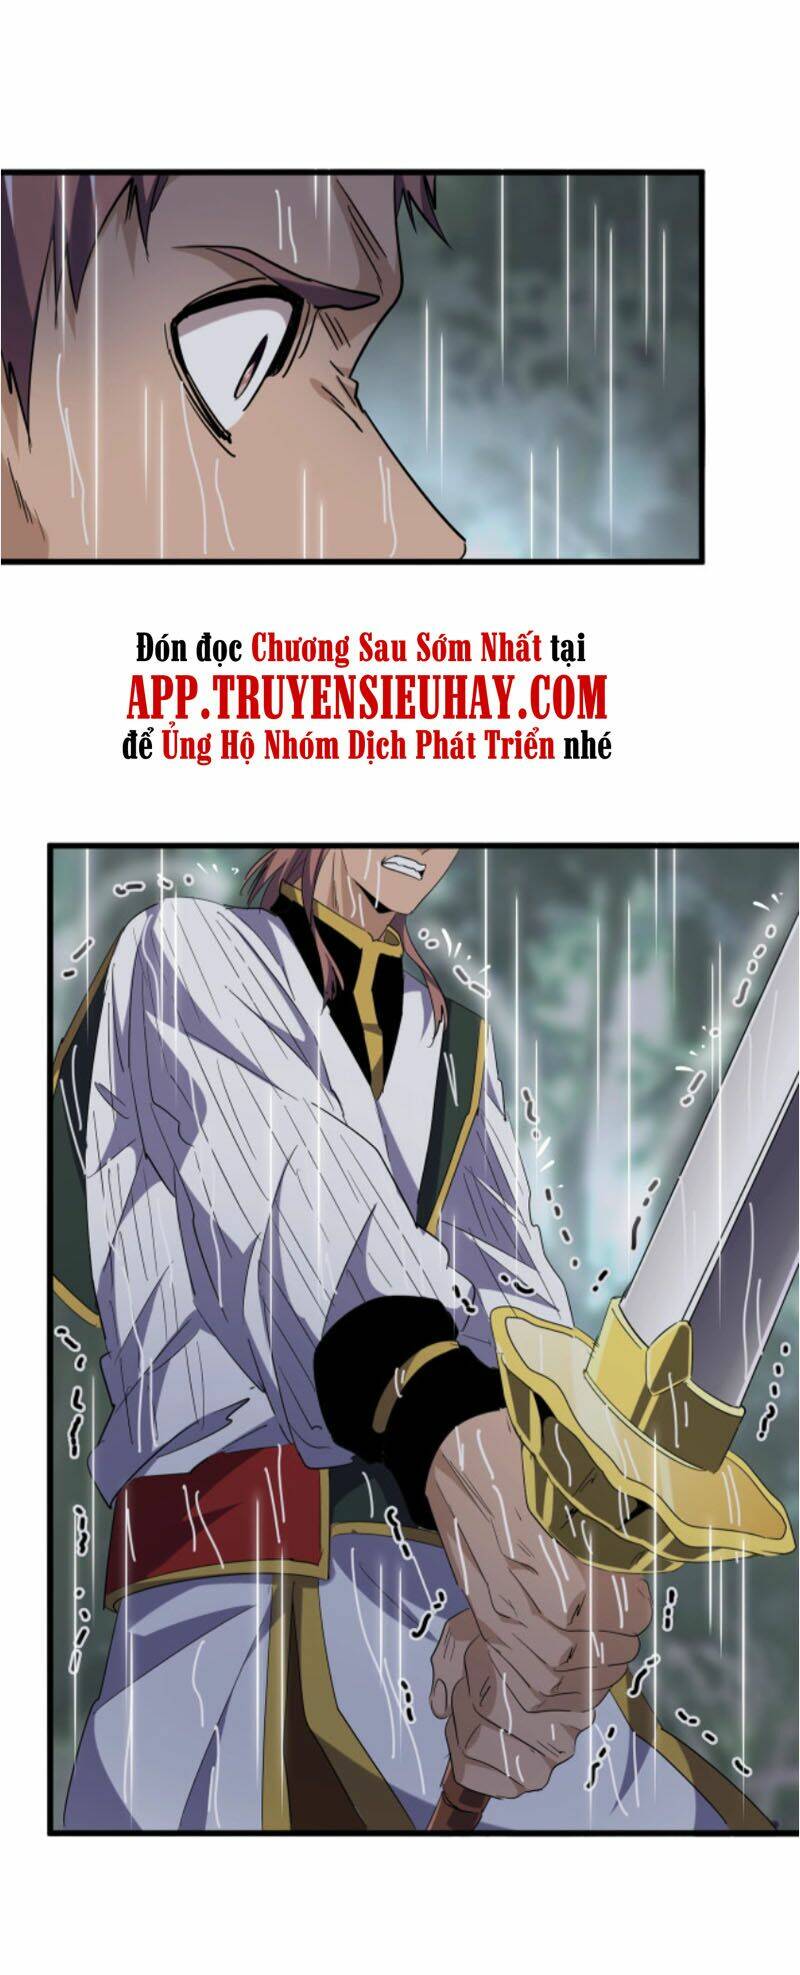 Đón đọc Chương Sau Sớm Nhất tại
APP.TRUYENSIEUHAY.COM
để Ủng Hộ Nhóm Dịch Phát Triển nhé